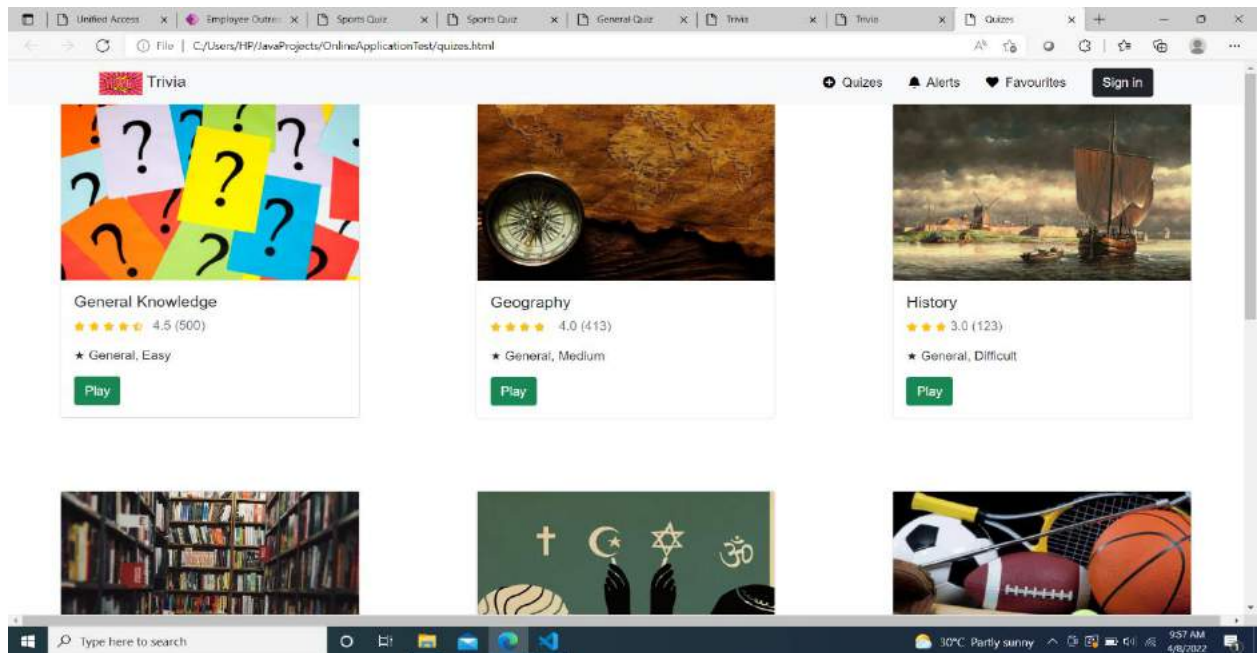 Unified Access
Employee Outre
Sports Quiz
Sports Quiz
General Quiz
Trivia
Trivia
Quizes
File | C:/Users/HP/JavaProjects/OnlineApplicationTest/quizes.html
Trivia
Quizes
Alerts
Favourites
Sign in
? ? ? ? ? ? ?
General Knowledge
4.5 (500)
★ General, Easy
Play
Geography
4.0 (413)
★ General, Medium
Play
History
3.0 (123)
★ General, Difficult
Play
Type here to search
30°C Partly sunny
9:57 AM
4/8/2022